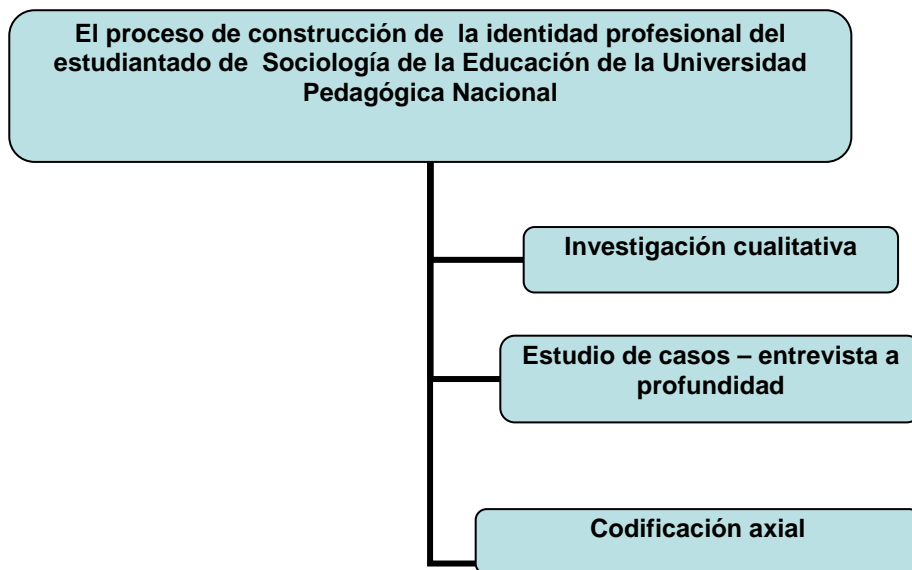 El proceso de construcción de  la identidad profesional del
estudiantado de  Sociología de la Educación de la Universidad
Pedagógica Nacional
Investigación cualitativa
Estudio de casos – entrevista a
profundidad
Codificación axial